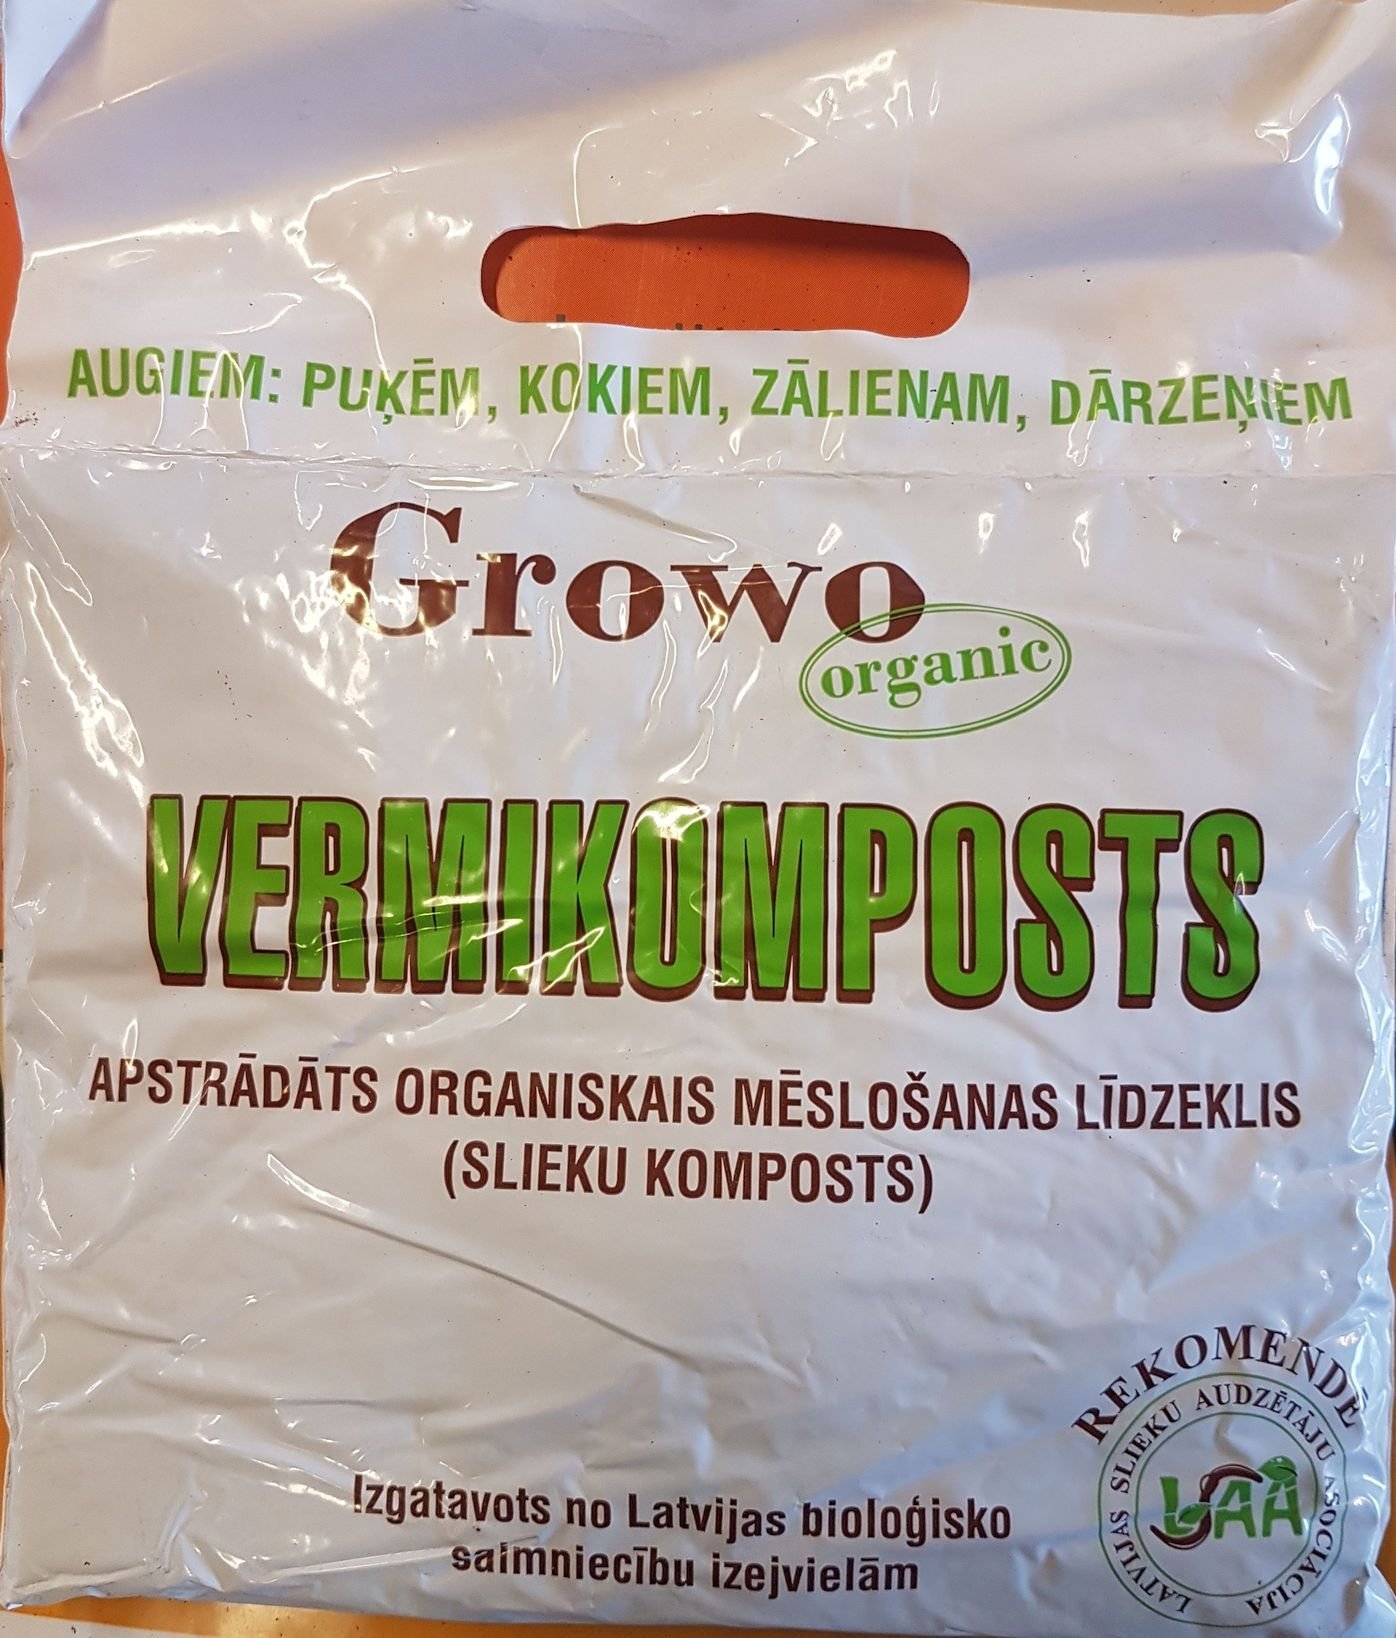 AUGIEM: PUĶĒM, KOKIEM, ZĀLIENAM, DĀRZEŅIEM
Growo
organic
VERMIKOMPOSTS
APSTRĀDĀTS ORGANISKAIS MĒSLOŠANAS LĪDZEKLIS
(SLIEKU KOMPOSTS)
Izgatavots no Latvijas bioloģisko
saimniecību izejvielām
REKOMENDĒ
LATVIJAS SLIEKU AUDZĒTĀJU ASOCIĀCIJA
LSAA